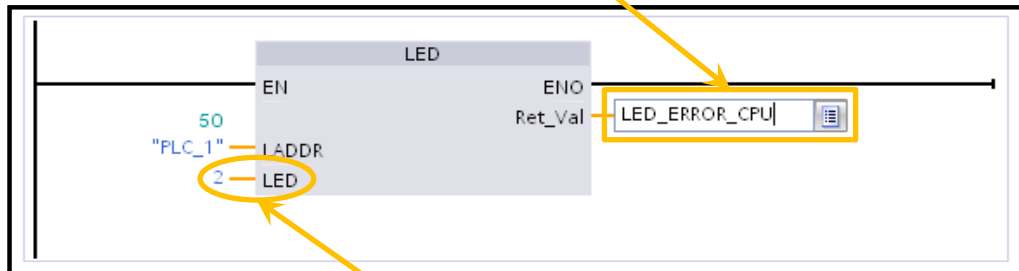 LED
EN ENO
50 Ret_Val LED_ERROR_CPU
"PLC_1" LADDR
2 LED